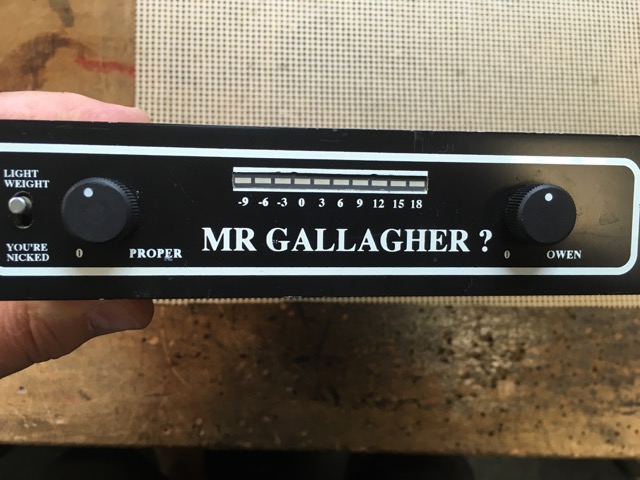 LIGHT
WEIGHT
YOU'RE
NICKED
0 PROPER
-9 -6 -3 0 3 6 9 12 15 18
MR GALLAGHER ?
0 OWEN